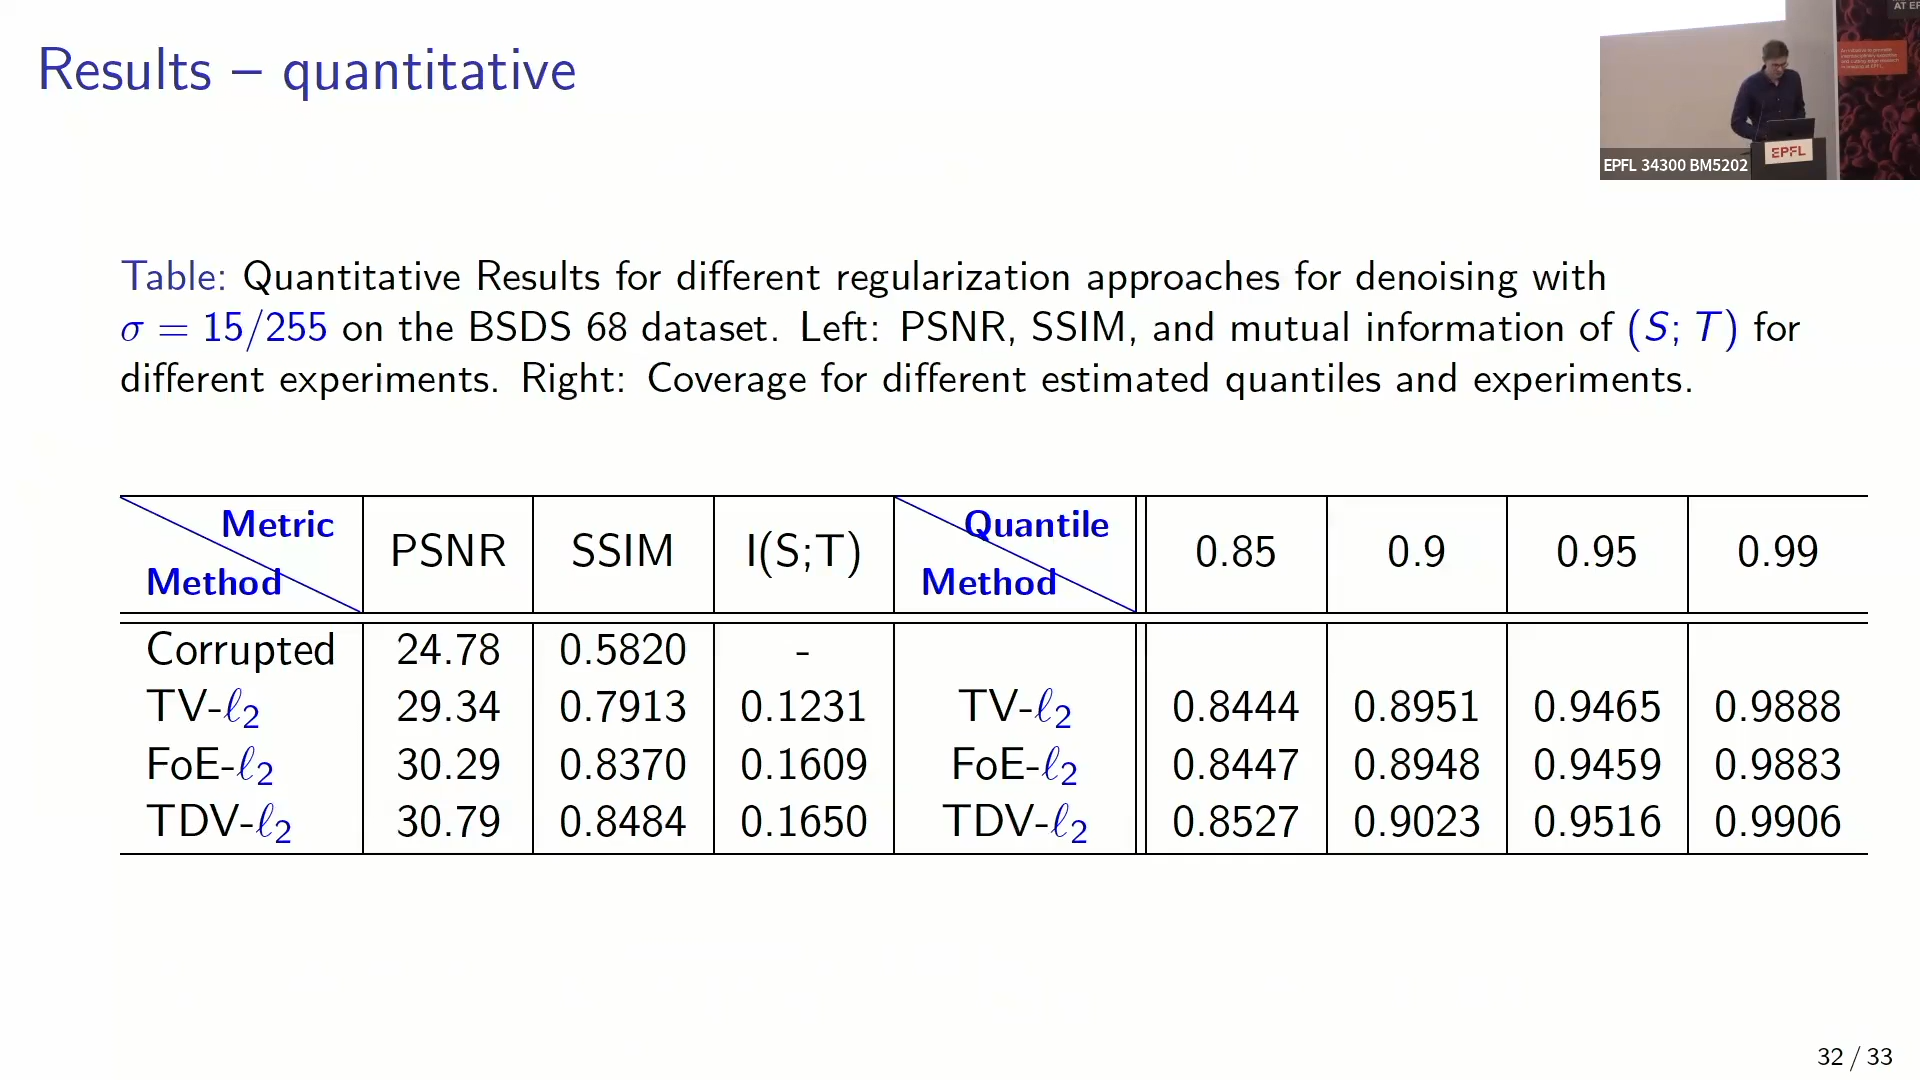 Results – quantitative
AT EP
EPFL
EPFL 34300 BM5202
Table: Quantitative Results for different regularization approaches for denoising with
σ = 15/255 on the BSDS 68 dataset. Left: PSNR, SSIM, and mutual information of (S; T) for
different experiments. Right: Coverage for different estimated quantiles and experiments.
Metric Method PSNR SSIM I(S;T) Quantile Method 0.85 0.9 0.95 0.99
Corrupted 24.78 0.5820 -
TV-ℓ2 29.34 0.7913 0.1231 TV-ℓ2 0.8444 0.8951 0.9465 0.9888
FoE-ℓ2 30.29 0.8370 0.1609 FoE-ℓ2 0.8447 0.8948 0.9459 0.9883
TDV-ℓ2 30.79 0.8484 0.1650 TDV-ℓ2 0.8527 0.9023 0.9516 0.9906
32 / 33